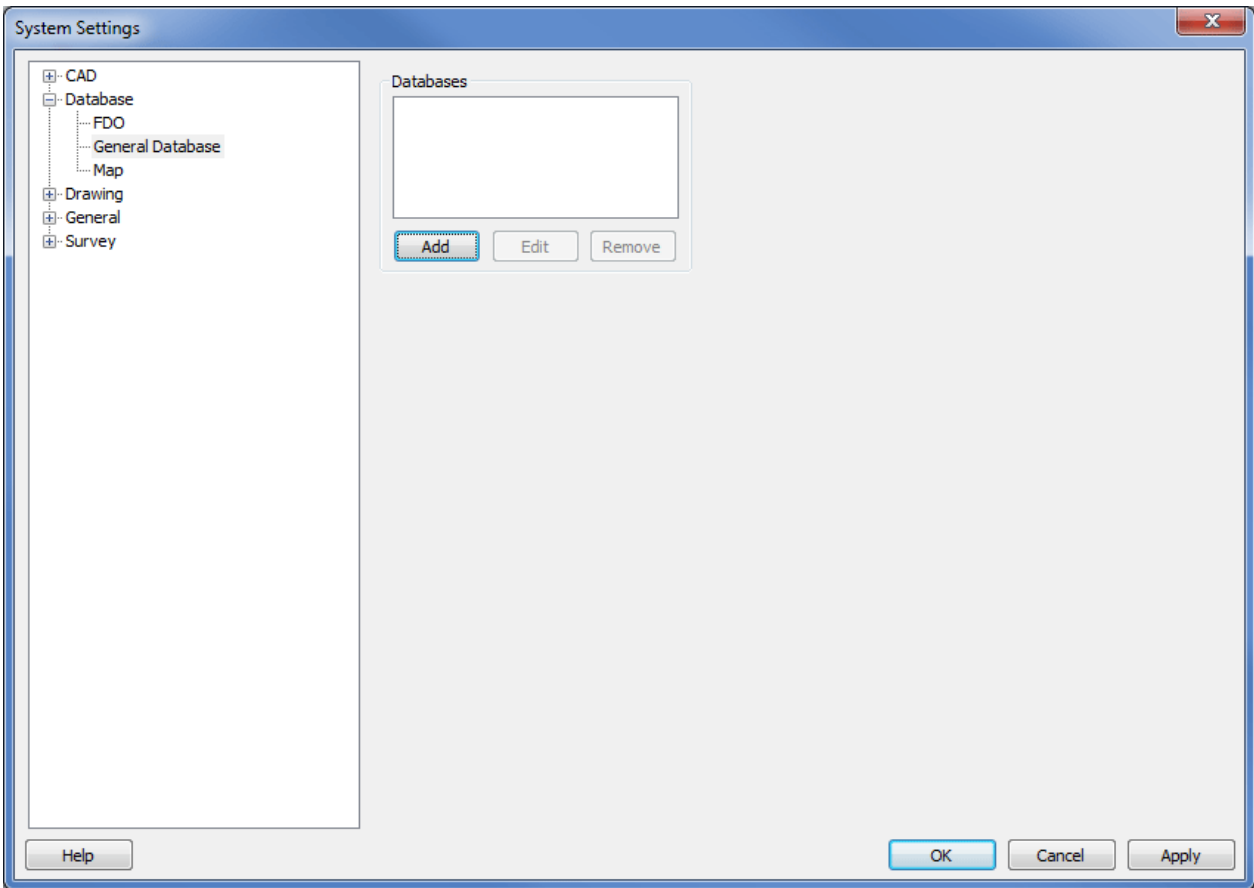 System Settings
CAD
Database
FDO
General Database
Map
Drawing
General
Survey
Databases
Add Edit Remove
Help OK Cancel Apply